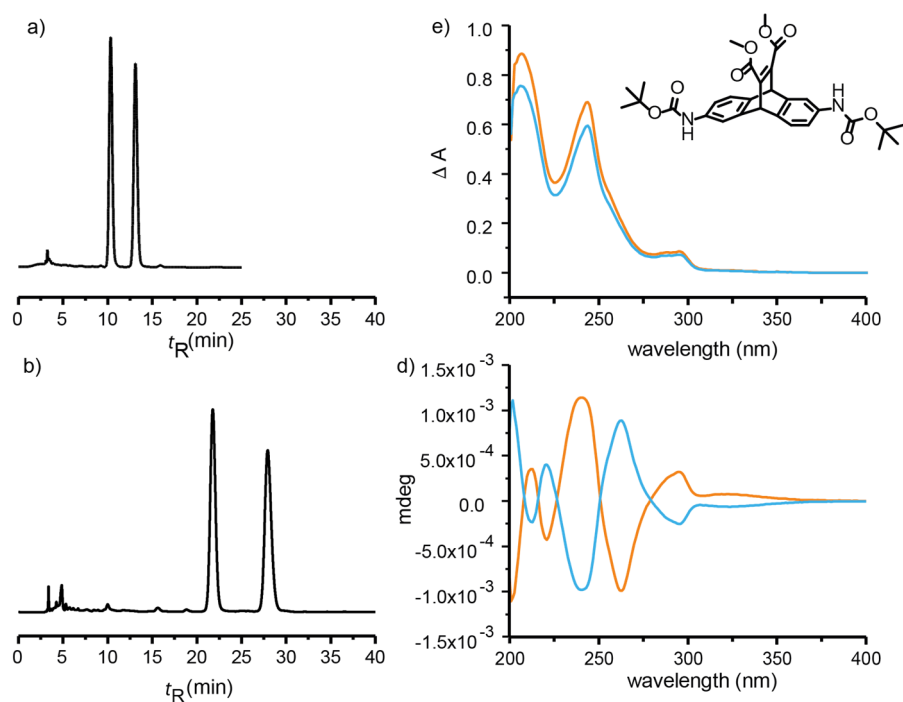 a)
0 5 10 15 20 25 30 35 40
tR(min)
b)
0 5 10 15 20 25 30 35 40
tR(min)
e)
1.0
0.8
0.6
0.4
0.2
0.0
Δ A
200 250 300 350 400
wavelength (nm)
O O
O O
O
O N
H
H
N O
O
d)
1.5x10-3
1.0x10-3
5.0x10-4
0.0
-5.0x10-4
-1.0x10-3
-1.5x10-3
mdeg
200 250 300 350 400
wavelength (nm)